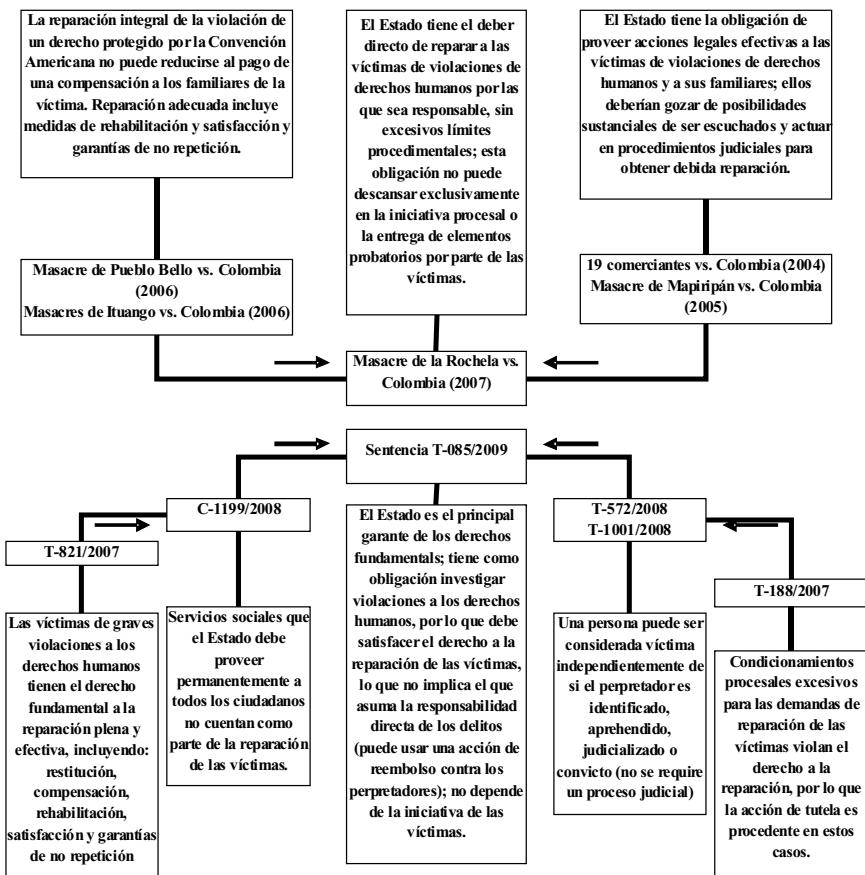 La reparación integral de la violación de
un derecho protegido por la Convención
Americana no puede reducirse al pago de
una compensación a los familiares de la
víctima. Reparación adecuada incluye
medidas de rehabilitación y satisfacción y
garantías de no repetición.
El Estado tiene el deber
directo de reparar a las
víctimas de violaciones de
derechos humanos por las
que sea responsable, sin
excesivos límites
procedimentales; esta
obligación no puede
descansar exclusivamente
en la iniciativa procesal o
la entrega de elementos
probatorios por parte de las
víctimas.
El Estado tiene la obligación de
proveer acciones legales efectivas a las
víctimas de violaciones de derechos
humanos y a sus familiares; ellos
deberían gozar de posibilidades
sustanciales de ser escuchados y actuar
en procedimientos judiciales para
obtener debida reparación.
Masacre de Pueblo Bello vs. Colombia
(2006)
Masacres de Ituango vs. Colombia (2006)
19 comerciantes vs. Colombia (2004)
Masacre de Mapiripán vs. Colombia
(2005)
Masacre de la Rochela vs.
Colombia (2007)
Sentencia T-085/2009
C-1199/2008
T-572/2008
T-1001/2008
T-821/2007
T-188/2007
Las víctimas de graves
violaciones a los
derechos humanos
tienen el derecho
fundamental a la
reparación plena y
efectiva, incluyendo:
restitución,
compensación,
rehabilitación,
satisfacción y garantías
de no repetición
Servicios sociales que
el Estado debe
proveer
permanentemente a
todos los ciudadanos
no cuentan como
parte de la reparación
de las víctimas.
El Estado es el principal
garante de los derechos
fundamentals; tiene como
obligación investigar
violaciones a los derechos
humanos, por lo que debe
satisfacer el derecho a la
reparación de las víctimas,
lo que no implica el que
asuma la responsabilidad
directa de los delitos
(puede usar una acción de
reembolso contra los
perpretadores); no depende
de la iniciativa de las
víctimas.
Una persona puede ser
considerada víctima
independientemente de
si el perpretador es
identificado,
aprehendido,
judicializado o
convicto (no se require
un proceso judicial)
Condicionamientos
procesales excesivos
para las demandas de
reparación de las
víctimas violan el
derecho a la
reparación, por lo que
la acción de tutela es
procedente en estos
casos.